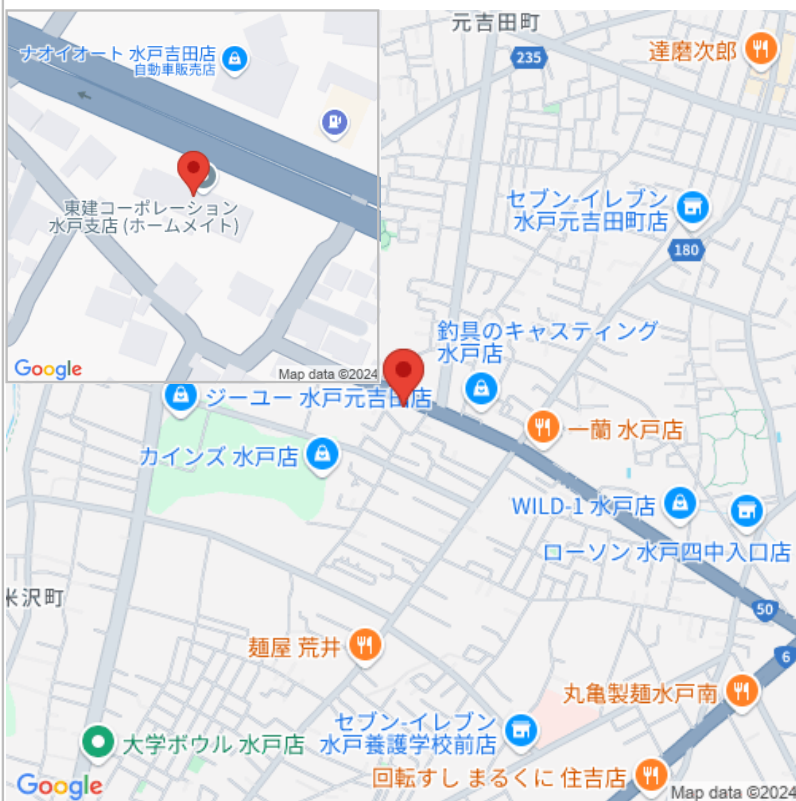 ナオイオート 水戸吉田店
自動車販売店
東建コーポレーション
水戸支店 (ホームメイト)
Google
Map data ©2024
元吉田町
235
達磨次郎
セブン-イレブン
水戸元吉田町店
180
釣具のキャスティング
水戸店
ジーユー 水戸元吉田店
一蘭 水戸店
カインズ 水戸店
WILD-1 水戸店
ローソン 水戸四中入口店
米沢町
50
6
麺屋 荒井
丸亀製麺水戸南
セブン-イレブン
水戸養護学校前店
大学ボウル 水戸店
回転すし まるくに 住吉店
Google
Map data ©2024